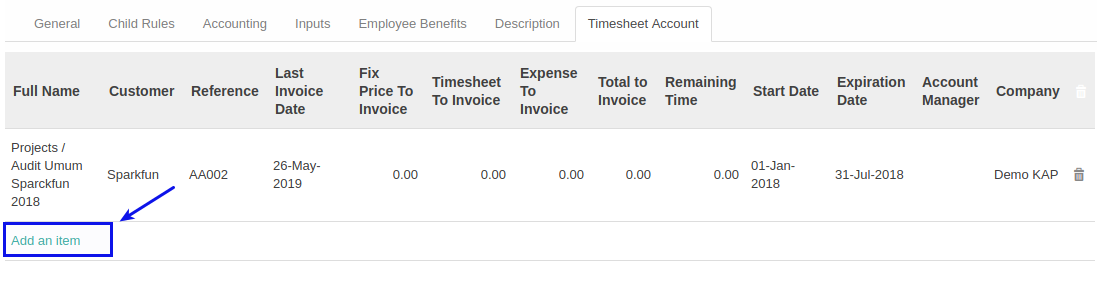 General Child Rules Accounting Inputs Employee Benefits Description Timesheet Account
Full Name
Customer
Reference
Last
Invoice
Date
Fix
Price To
Invoice
Timesheet
To Invoice
Expense
To
Invoice
Total to
Invoice
Remaining
Time
Start Date
Expiration
Date
Account
Manager
Company
Projects /
Audit Umum
Sparckfun
2018
Sparkfun
AA002
26-May-
2019
0.00
0.00
0.00
0.00
0.00
01-Jan-
2018
31-Jul-2018
Demo KAP
Add an item